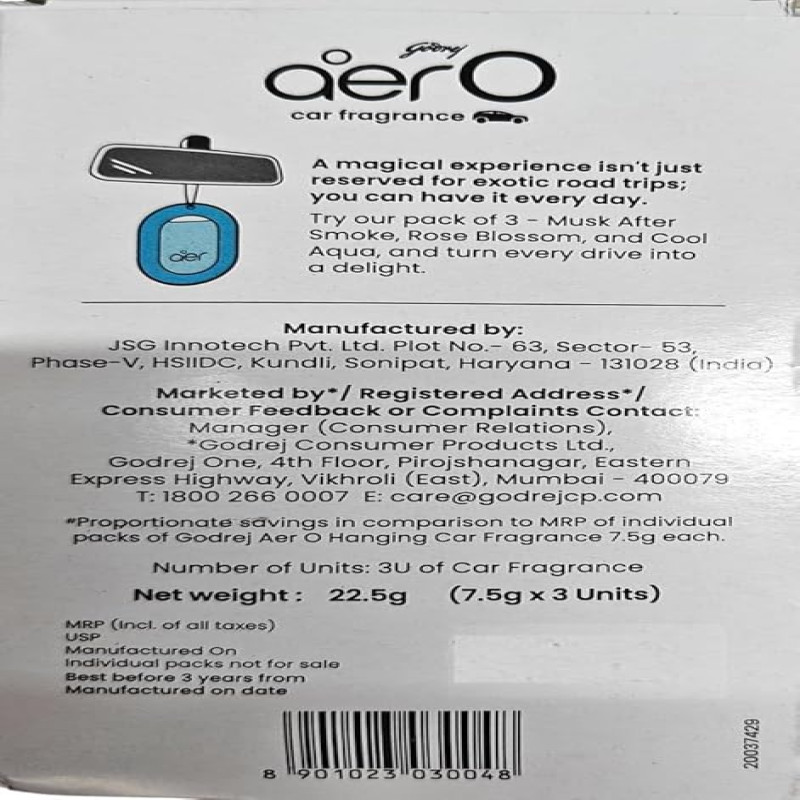 Godrej
aer O
car fragrance
A magical experience isn't just
reserved for exotic road trips;
you can have it every day.
Try our pack of 3 - Musk After
Smoke, Rose Blossom, and Cool
Aqua, and turn every drive into
a delight.
aer
Manufactured by:
JSG Innotech Pvt. Ltd. Plot No.- 63, Sector- 53,
Phase-V, HSIIDC, Kundli, Sonipat, Haryana - 131028 (India)
Marketed by*/ Registered Address*/
Consumer Feedback or Complaints Contact:
Manager (Consumer Relations),
*Godrej Consumer Products Ltd.,
Godrej One, 4th Floor, Pirojshanagar, Eastern
Express Highway, Vikhroli (East), Mumbai - 400079
T: 1800 266 0007 E: care@godrejcp.com
#Proportionate savings in comparison to MRP of individual
packs of Godrej Aer O Hanging Car Fragrance 7.5g each.
Number of Units: 3U of Car Fragrance
Net weight : 22.5g (7.5g x 3 Units)
MRP (Incl. of all taxes)
USP
Manufactured On
Individual packs not for sale
Best before 3 years from
Manufactured on date
8 901023 030048
20037429